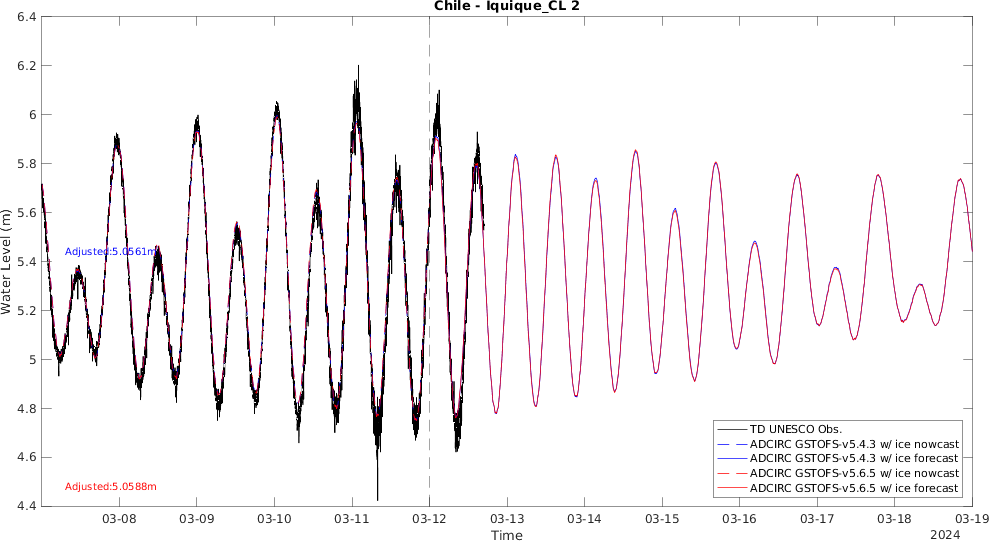 Chile - Iquique_CL 2
6.4
6.2
6
5.8
5.6
5.4
5.2
5
4.8
4.6
4.4
Water Level (m)
Adjusted:5.0561m
Adjusted:5.0588m
TD UNESCO Obs.
ADCIRC GSTOFS-v5.4.3 w/ ice nowcast
ADCIRC GSTOFS-v5.4.3 w/ ice forecast
ADCIRC GSTOFS-v5.6.5 w/ ice nowcast
ADCIRC GSTOFS-v5.6.5 w/ ice forecast
03-08 03-09 03-10 03-11 03-12 03-13 03-14 03-15 03-16 03-17 03-18 03-19
Time
2024